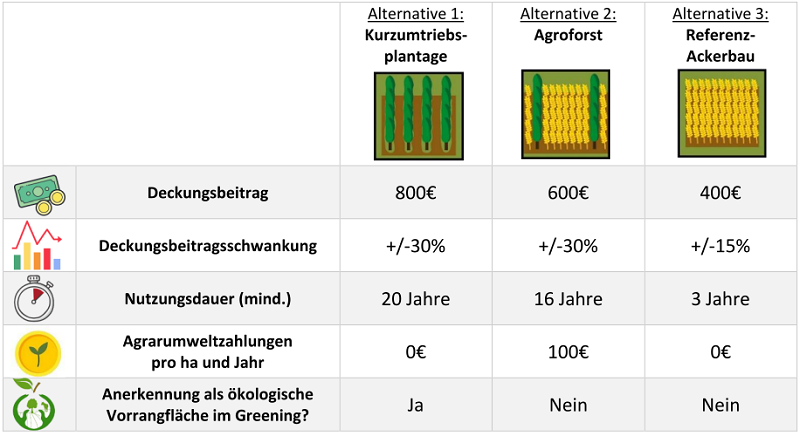 Alternative 1:
Kurzumtriebs-
plantage
Alternative 2:
Agroforst
Alternative 3:
Referenz-
Ackerbau
Deckungsbeitrag
800€
600€
400€
Deckungsbeitragsschwankung
+/-30%
+/-30%
+/-15%
Nutzungsdauer (mind.)
20 Jahre
16 Jahre
3 Jahre
Agrarumweltzahlungen
pro ha und Jahr
0€
100€
0€
Anerkennung als ökologische
Vorrangfläche im Greening?
Ja
Nein
Nein